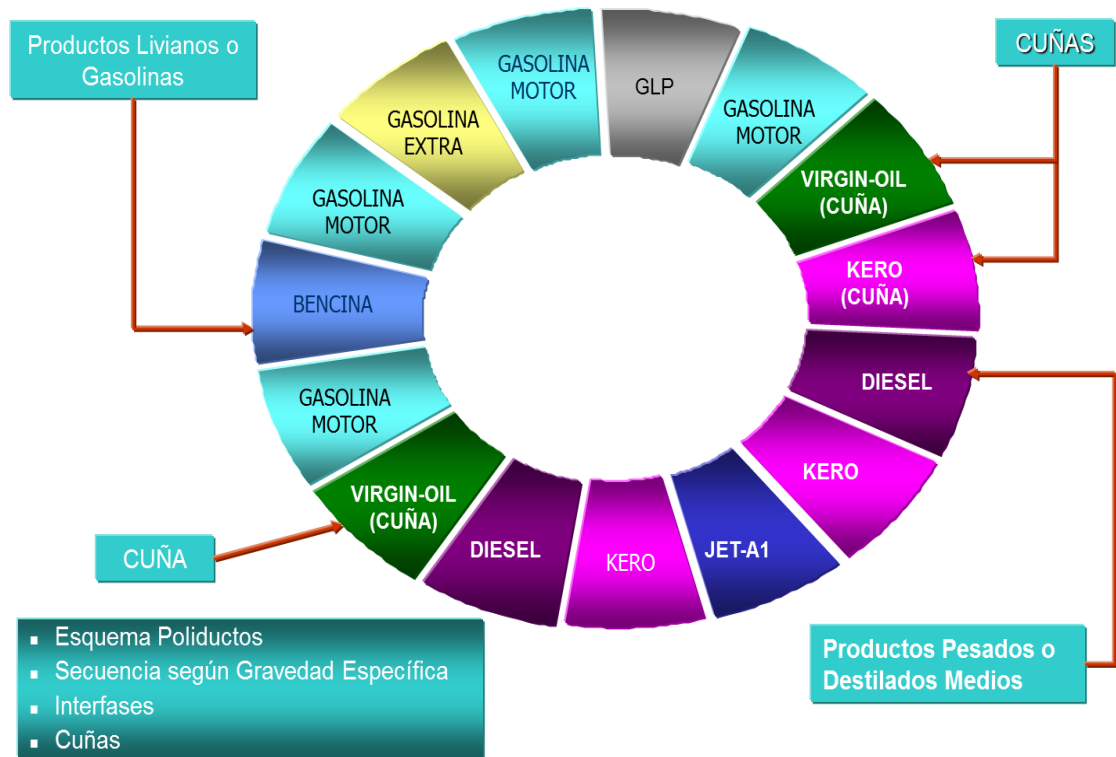 Productos Livianos o
Gasolinas
CUÑAS
GLP
GASOLINA
MOTOR
VIRGIN-OIL
(CUÑA)
KERO
(CUÑA)
DIESEL
KERO
JET-A1
KERO
DIESEL
VIRGIN-OIL
(CUÑA)
GASOLINA
MOTOR
BENCINA
GASOLINA
MOTOR
GASOLINA
EXTRA
GASOLINA
MOTOR
CUÑA
Esquema Poliductos
Secuencia según Gravedad Específica
Interfases
Cuñas
Productos Pesados o
Destilados Medios